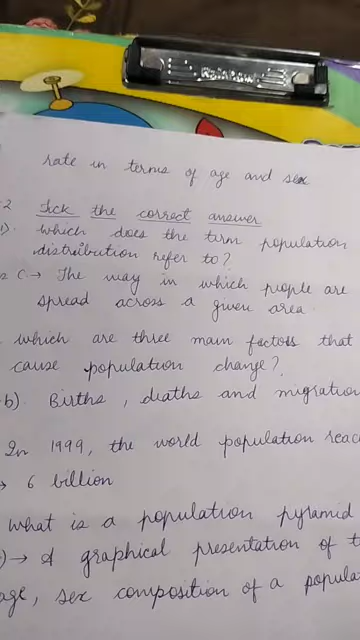 Rainbow
rate in terms of age and sex
2 Tick the correct answer
1). which does the term population
distribution refer to?
C → The way in which people are
spread across a given area.
which are three main factors that
cause population change?
b). Births, deaths and migration
In 1999, the world population reac
→ 6 billion
what is a population pyramid
) → A graphical presentation of t
age, sex composition of a popula